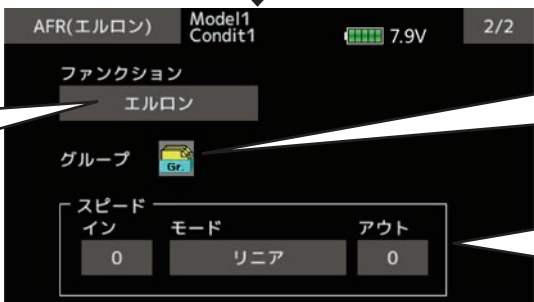 AFR(エルロン) Model1 Condit1 7.9V 2/2
ファンクション
エルロン
グループ Gr.
スピード
イン モード アウト
0 リニア 0